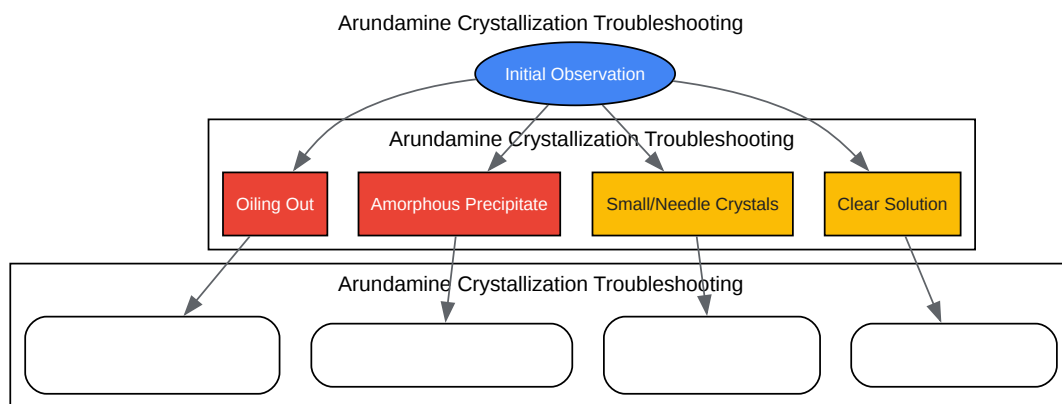 Arundamine Crystallization Troubleshooting
Initial Observation
Arundamine Crystallization Troubleshooting
Oiling Out
Amorphous Precipitate
Small/Needle Crystals
Clear Solution
Arundamine Crystallization Troubleshooting